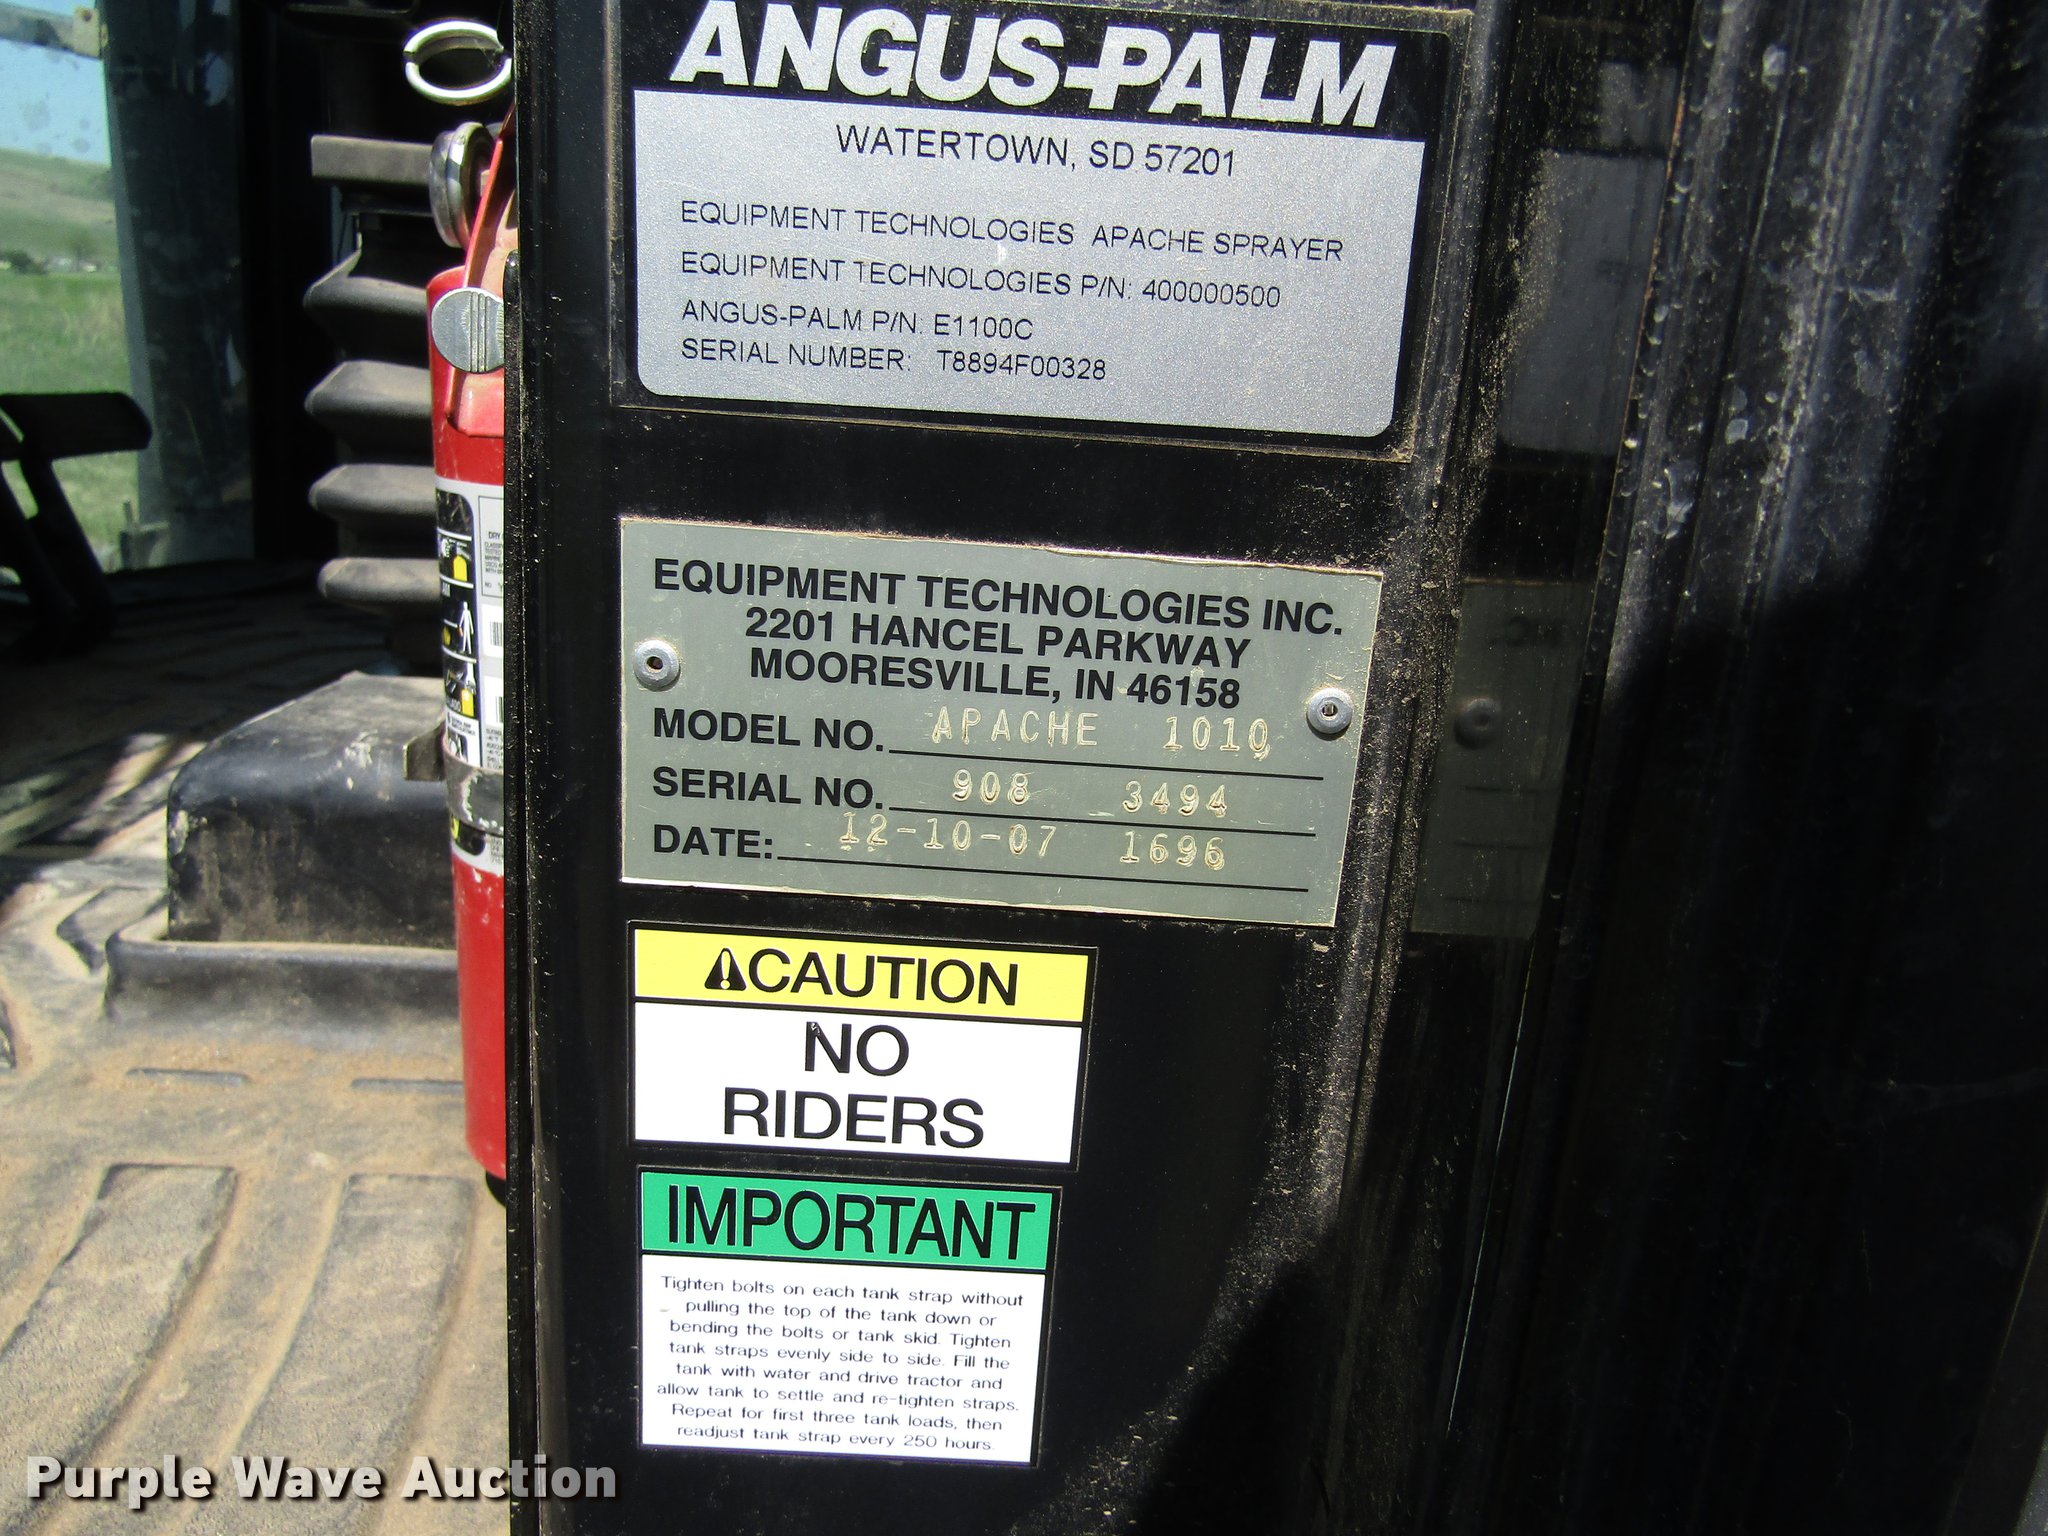 ANGUS-PALM
WATERTOWN, SD 57201
EQUIPMENT TECHNOLOGIES APACHE SPRAYER
EQUIPMENT TECHNOLOGIES P/N: 400000500
ANGUS-PALM P/N: E1100C
SERIAL NUMBER: T8894F00328
EQUIPMENT TECHNOLOGIES INC.
2201 HANCEL PARKWAY
MOORESVILLE, IN 46158
MODEL NO. APACHE 1010
SERIAL NO. 908 3494
DATE: 12-10-07 1696
CAUTION
NO
RIDERS
IMPORTANT
Tighten bolts on each tank strap without
pulling the top of the tank down or
bending the bolts or tank skid. Tighten
tank straps evenly side to side. Fill the
tank with water and drive tractor and
allow tank to settle and re-tighten straps.
Repeat for first three tank loads, then
readjust tank strap every 250 hours.
Purple Wave Auction